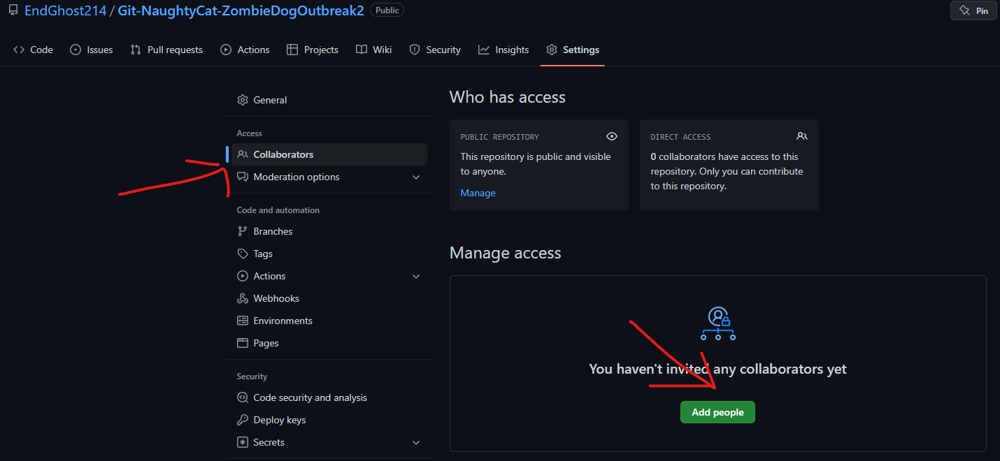 EndGhost214 / Git-NaughtyCat-ZombieDogOutbreak2 Public
Pin
Code Issues Pull requests Actions Projects Wiki Security Insights Settings
General
Access
Collaborators
Moderation options
Code and automation
Branches
Tags
Actions
Webhooks
Environments
Pages
Security
Code security and analysis
Deploy keys
Secrets
Who has access
PUBLIC REPOSITORY
This repository is public and visible
to anyone.
Manage
DIRECT ACCESS
0 collaborators have access to this
repository. Only you can contribute
to this repository.
Manage access
You haven't invited any collaborators yet
Add people